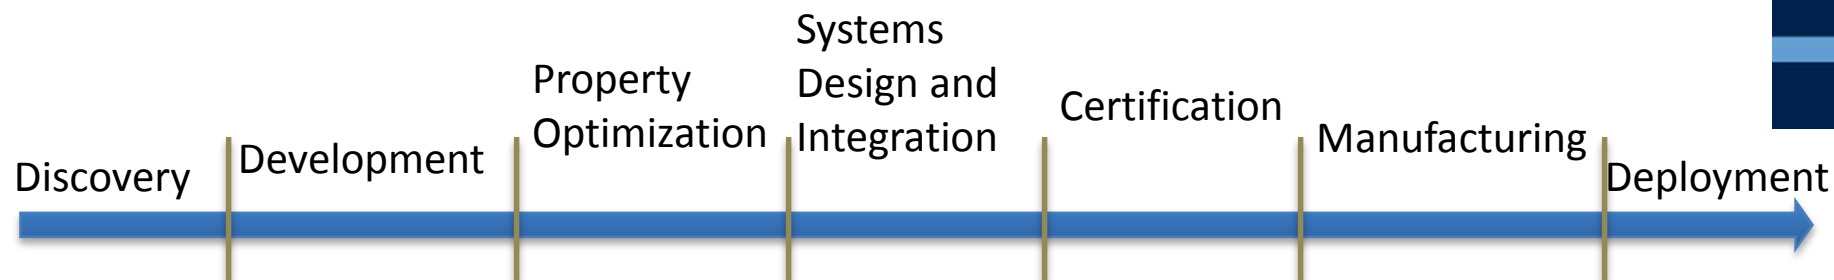 Discovery
Development
Property
Optimization
Systems
Design and
Integration
Certification
Manufacturing
Deployment